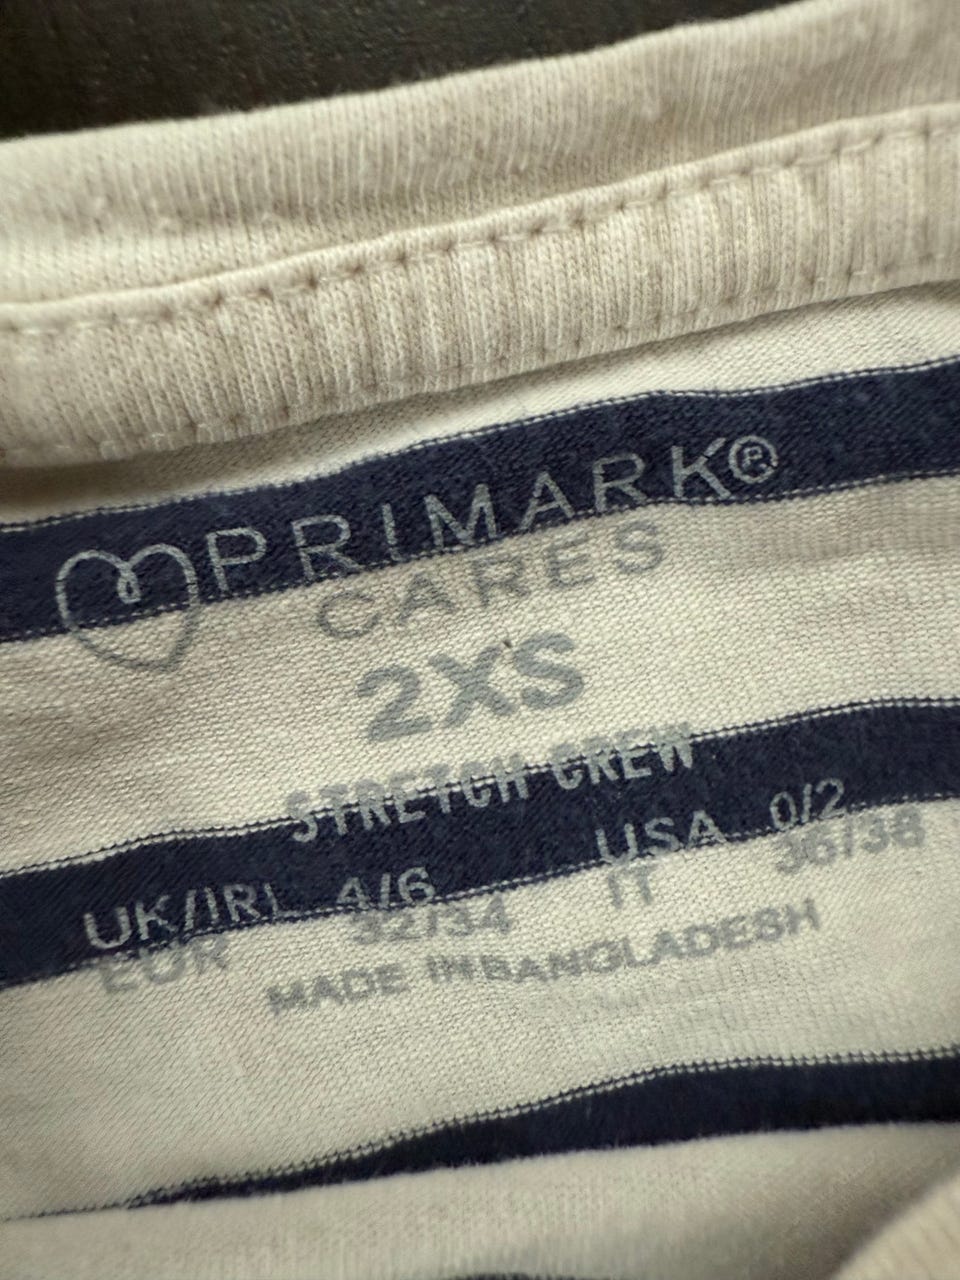 PRIMARK®
CARES
2XS
STRETCH CREW
UK/IRL 4/6 USA 0/2
EUR 32/34 IT 36/38
MADE IN BANGLADESH